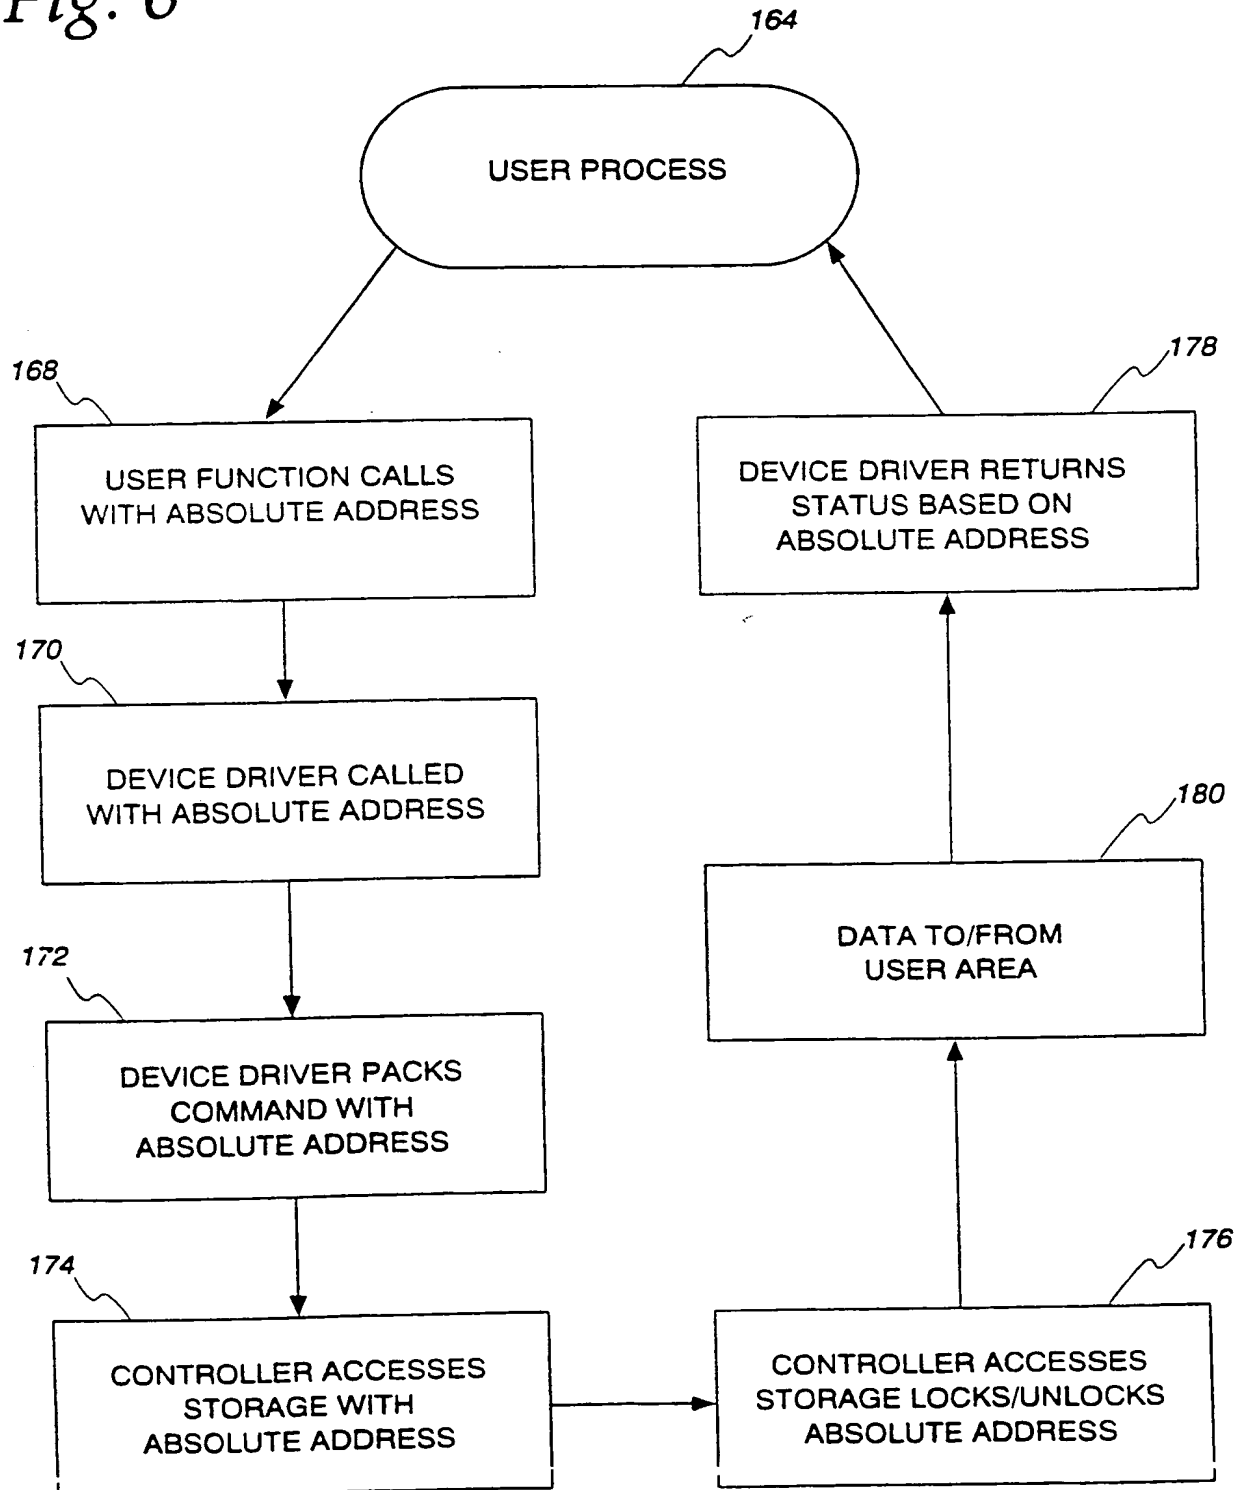 Fig. 6
164
USER PROCESS
168
USER FUNCTION CALLS
WITH ABSOLUTE ADDRESS
178
DEVICE DRIVER RETURNS
STATUS BASED ON
ABSOLUTE ADDRESS
170
DEVICE DRIVER CALLED
WITH ABSOLUTE ADDRESS
180
DATA TO/FROM
USER AREA
172
DEVICE DRIVER PACKS
COMMAND WITH
ABSOLUTE ADDRESS
174
CONTROLLER ACCESSES
STORAGE WITH
ABSOLUTE ADDRESS
176
CONTROLLER ACCESSES
STORAGE LOCKS/UNLOCKS
ABSOLUTE ADDRESS